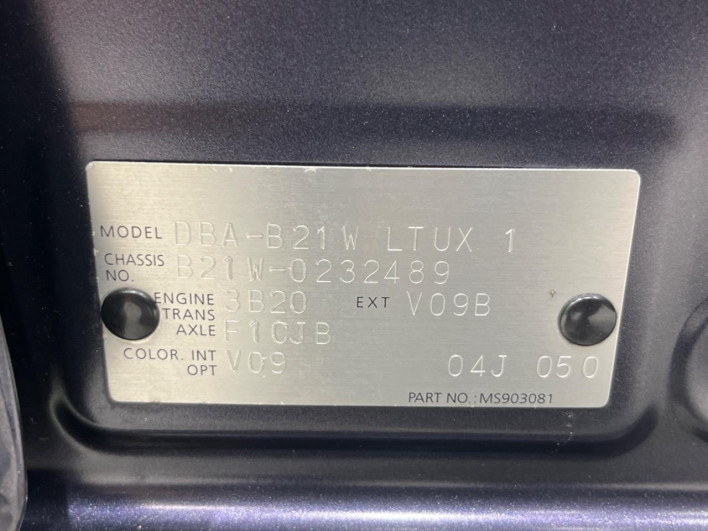 MODEL DBA-B21W LTUX 1
CHASSIS NO. B21W-0232489
ENGINE 3B20 EXT V09B
TRANS AXLE F1CJB
COLOR. INT V09
OPT 04J 050
PART NO.:MS903081